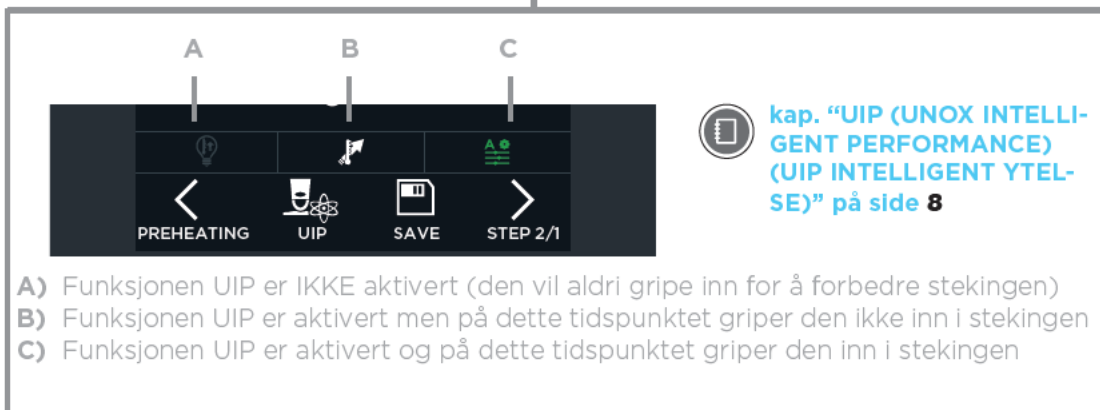 A B C
kap. “UIP (UNOX INTELLI-
GENT PERFORMANCE)
(UIP INTELLIGENT YTEL-
SE)” på side 8
PREHEATING UIP SAVE STEP 2/1
A) Funksjonen UIP er IKKE aktivert (den vil aldri gripe inn for å forbedre stekingen)
B) Funksjonen UIP er aktivert men på dette tidspunktet griper den ikke inn i stekingen
C) Funksjonen UIP er aktivert og på dette tidspunktet griper den inn i stekingen